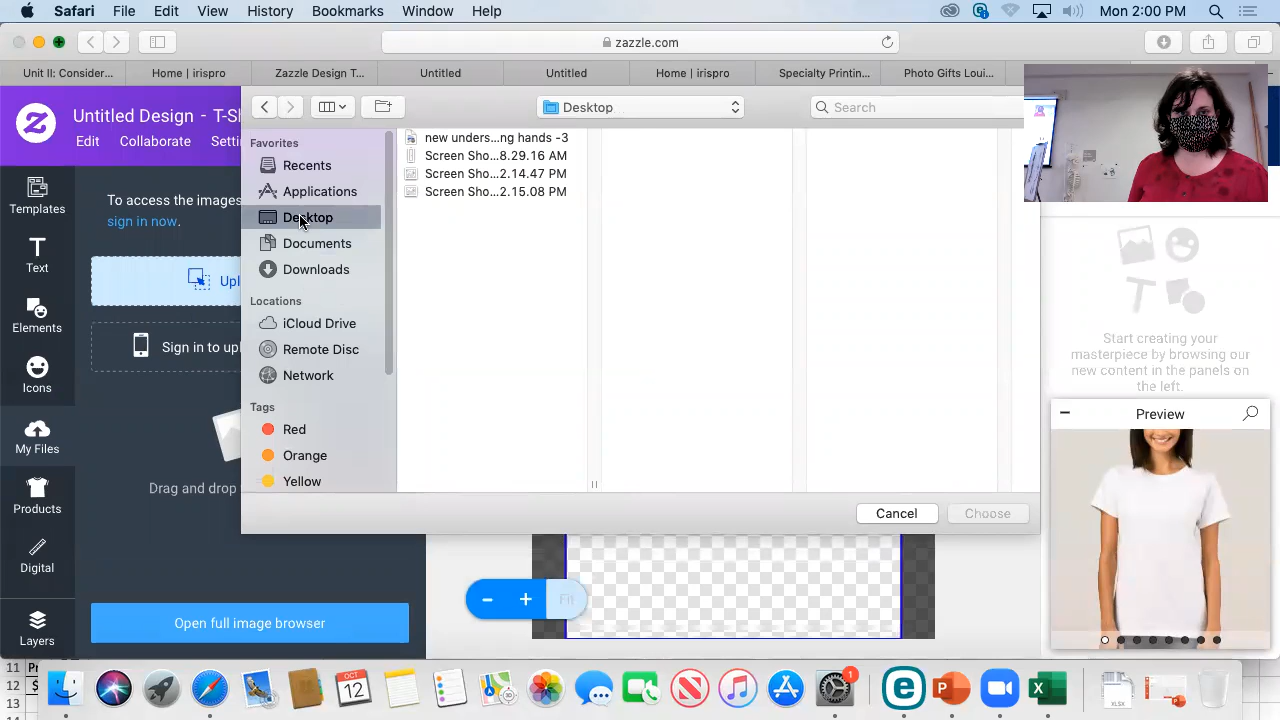 Safari File Edit View History Bookmarks Window Help
Mon 2:00 PM
zazzle.com
Unit II: Consider... Home | irispro Zazzle Design T... Untitled Untitled Home | irispro Specialty Printin... Photo Gifts Loui...
Untitled Design - T-Sh
Edit Collaborate Setti
Templates
Text
Elements
Icons
My Files
Products
Digital
Layers
To access the images
sign in now.
Upl
Sign in to upl
Drag and drop
Open full image browser
Desktop
Search
Favorites
Recents
Applications
Desktop
Documents
Downloads
Locations
iCloud Drive
Remote Disc
Network
Tags
Red
Orange
Yellow
new unders...ng hands -3
Screen Sho...8.29.16 AM
Screen Sho...2.14.47 PM
Screen Sho...2.15.08 PM
Cancel Choose
Fit
Start creating your
masterpiece by browsing our
new content in the panels on
the left.
Preview
11
12
OCT
12
1
XLSX